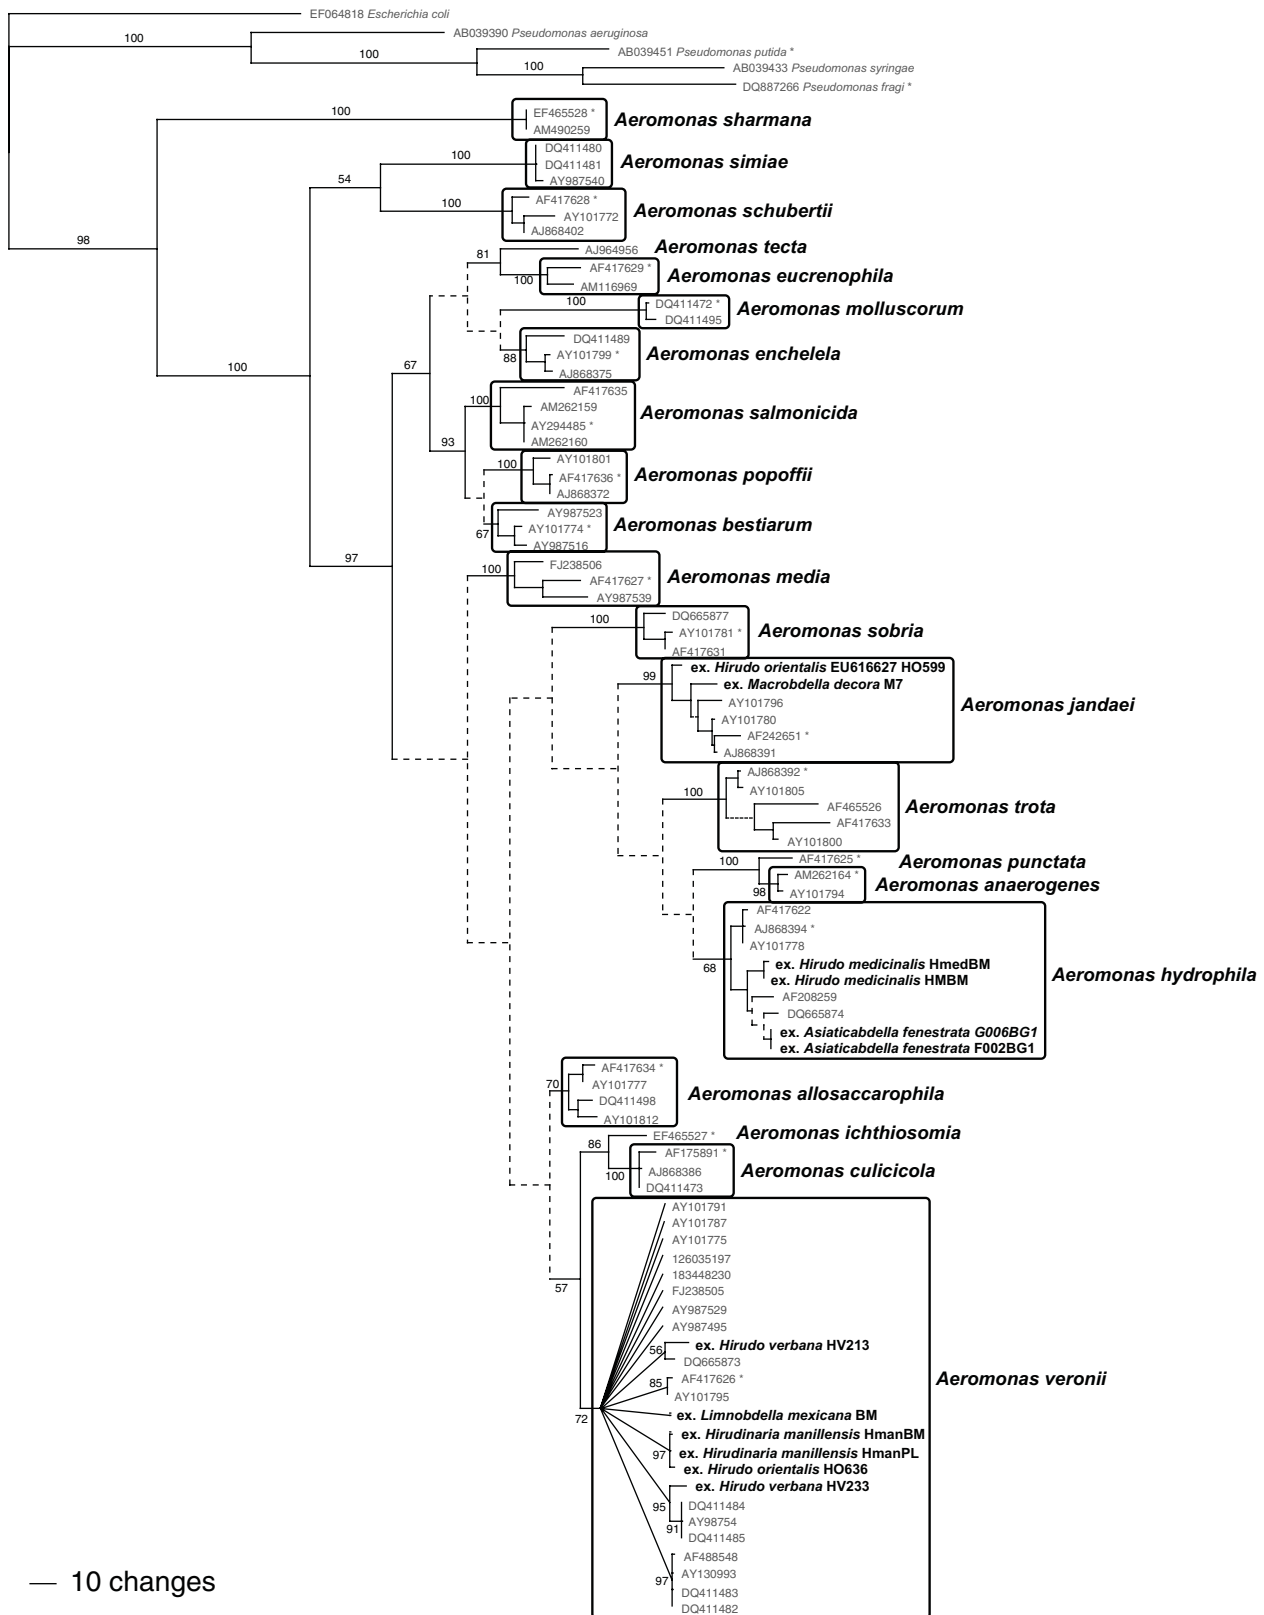 EF064818 Escherichia coli
100
AB039390 Pseudomonas aeruginosa
100
AB039451 Pseudomonas putida *
100
AB039433 Pseudomonas syringae
DQ887266 Pseudomonas fragi *
100
EF465528 *
AM490259
Aeromonas sharmana
100
DQ411480
DQ411481
AY987540
Aeromonas simiae
54
100
AF417628 *
AY101772
AJ868402
Aeromonas schubertii
98
81
AJ964956
Aeromonas tecta
100
AF417629 *
AM116969
Aeromonas eucrenophila
100
DQ411472 *
DQ411495
Aeromonas molluscorum
88
DQ411489
AY101799 *
AJ868375
Aeromonas enchelela
100
67
100
AF417635
AM262159
AY294485 *
AM262160
Aeromonas salmonicida
93
100
AY101801
AF417636 *
AJ868372
Aeromonas popoffii
67
AY987523
AY101774 *
AY987516
Aeromonas bestiarum
97
100
FJ238506
AF417627 *
AY987539
Aeromonas media
100
DQ665877
AY101781 *
AF417631
Aeromonas sobria
99
ex. Hirudo orientalis EU616627 HO599
ex. Macrobdella decora M7
AY101796
AY101780
AF242651 *
AJ868391
Aeromonas jandaei
100
AJ868392 *
AY101805
AF465526
AF417633
AY101800
Aeromonas trota
100
AF417625 *
Aeromonas punctata
98
AM262164 *
AY101794
Aeromonas anaerogenes
68
AF417622
AJ868394 *
AY101778
ex. Hirudo medicinalis HmedBM
ex. Hirudo medicinalis HMBM
AF208259
DQ665874
ex. Asiaticabdella fenestrata G006BG1
ex. Asiaticabdella fenestrata F002BG1
Aeromonas hydrophila
70
AF417634 *
AY101777
DQ411498
AY101812
Aeromonas allosaccarophila
86
EF465527 *
Aeromonas ichthiosomia
100
AF175891 *
AJ868386
DQ411473
Aeromonas culicicola
57
72
AY101791
AY101787
AY101775
126035197
183448230
FJ238505
AY987529
AY987495
56
ex. Hirudo verbana HV213
DQ665873
85
AF417626 *
AY101795
ex. Limnobdella mexicana BM
97
ex. Hirudinaria manillensis HmanBM
ex. Hirudinaria manillensis HmanPL
ex. Hirudo orientalis HO636
95
ex. Hirudo verbana HV233
91
DQ411484
AY98754
DQ411485
97
AF488548
AY130993
DQ411483
DQ411482
Aeromonas veronii
10 changes